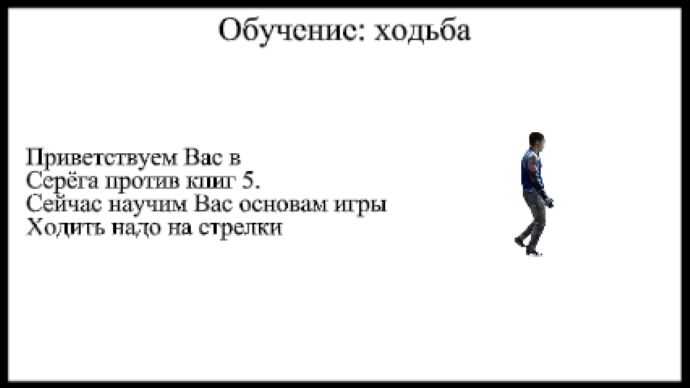 Обучение: ходьба
Приветствуем Вас в
Серёга против книг 5.
Сейчас научим Вас основам игры
Ходить надо на стрелки